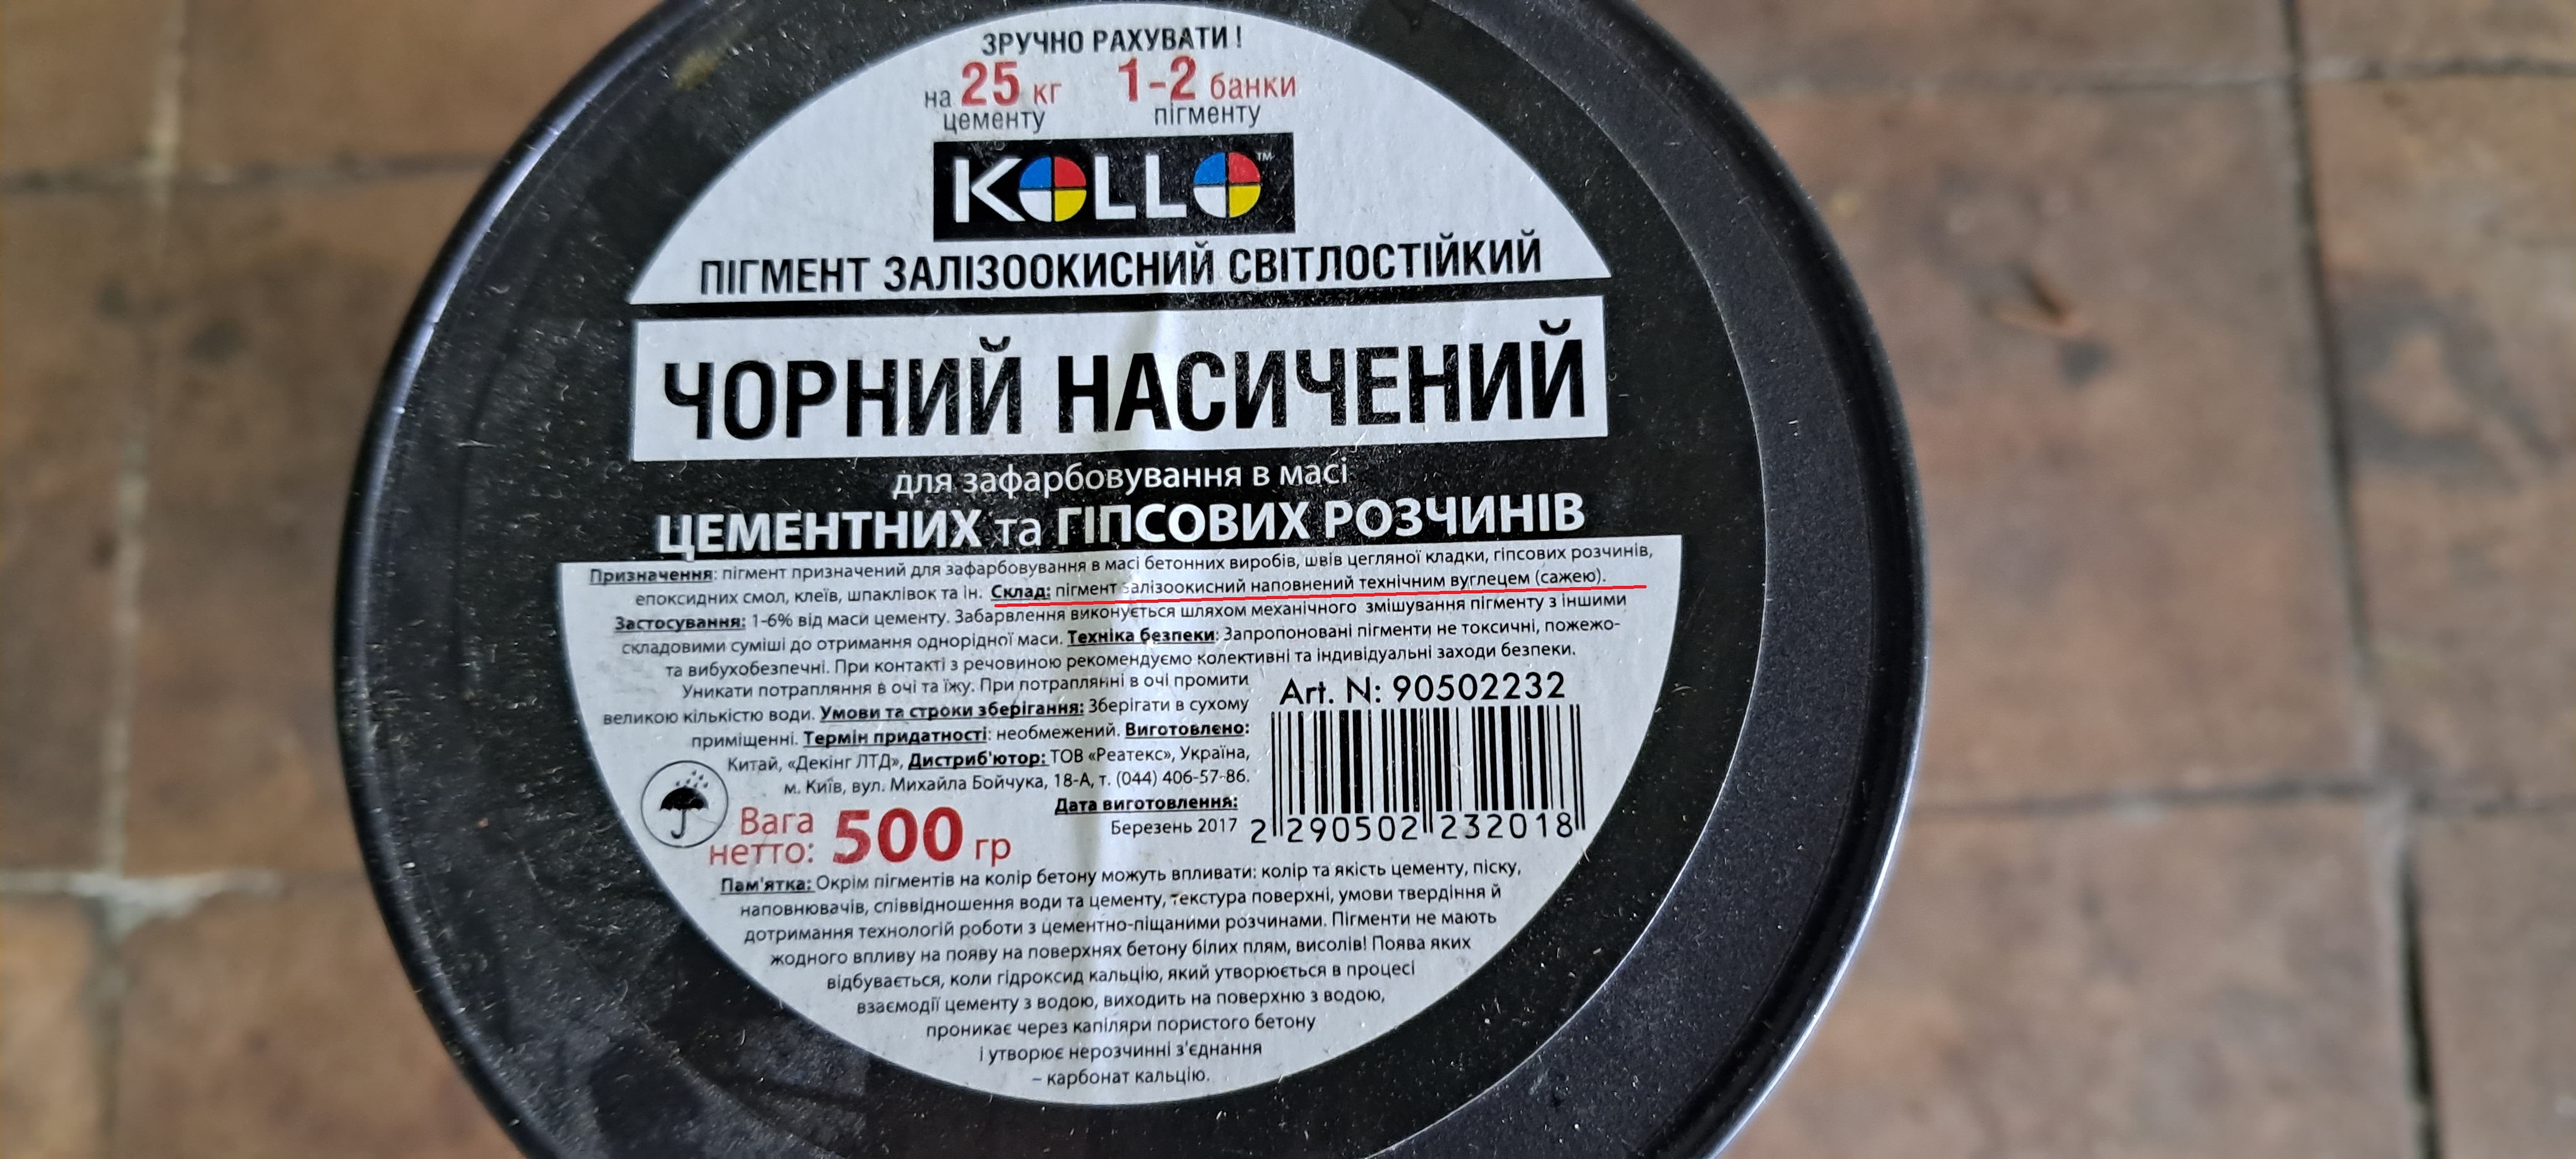 ЗРУЧНО РАХУВАТИ !
на 25 кг цементу
1-2 банки пігменту
KOLLO™
ПІГМЕНТ ЗАЛІЗООКИСНИЙ СВІТЛОСТІЙКИЙ
ЧОРНИЙ НАСИЧЕНИЙ
для зафарбовування в масі
ЦЕМЕНТНИХ та ГІПСОВИХ РОЗЧИНІВ
Призначення: пігмент призначений для зафарбовування в масі бетонних виробів, швів цегляної кладки, гіпсових розчинів,
епоксидних смол, клеїв, шпаклівок та ін. Склад: пігмент залізоокисний наповнений технічним вуглецем (сажею).
Застосування: 1-6% від маси цементу. Забарвлення виконується шляхом механічного змішування пігменту з іншими
складовими суміші до отримання однорідної маси. Техніка безпеки: Запропоновані пігменти не токсичні, пожежо-
та вибухобезпечні. При контакті з речовиною рекомендуємо колективні та індивідуальні заходи безпеки.
Уникати потрапляння в очі та їжу. При потраплянні в очі промити
великою кількістю води. Умови та строки зберігання: Зберігати в сухому
приміщенні. Термін придатності: необмежений. Виготовлено:
Китай, «Декінг ЛТД», Дистриб'ютор: ТОВ «Реатекс», Україна,
м. Київ, вул. Михайла Бойчука, 18-А, т. (044) 406-57-86.
Дата виготовлення:
Березень 2017
Art. N: 90502232
2 290502 232018
Вага нетто: 500 гр
Пам'ятка: Окрім пігментів на колір бетону можуть впливати: колір та якість цементу, піску,
наповнювачів, співвідношення води та цементу, текстура поверхні, умови твердіння й
дотримання технологій роботи з цементно-піщаними розчинами. Пігменти не мають
жодного впливу на появу на поверхнях бетону білих плям, висолів! Поява яких
відбувається, коли гідроксид кальцію, який утворюється в процесі
взаємодії цементу з водою, виходить на поверхню з водою,
проникає через капіляри пористого бетону
і утворює нерозчинні з'єднання
– карбонат кальцію.